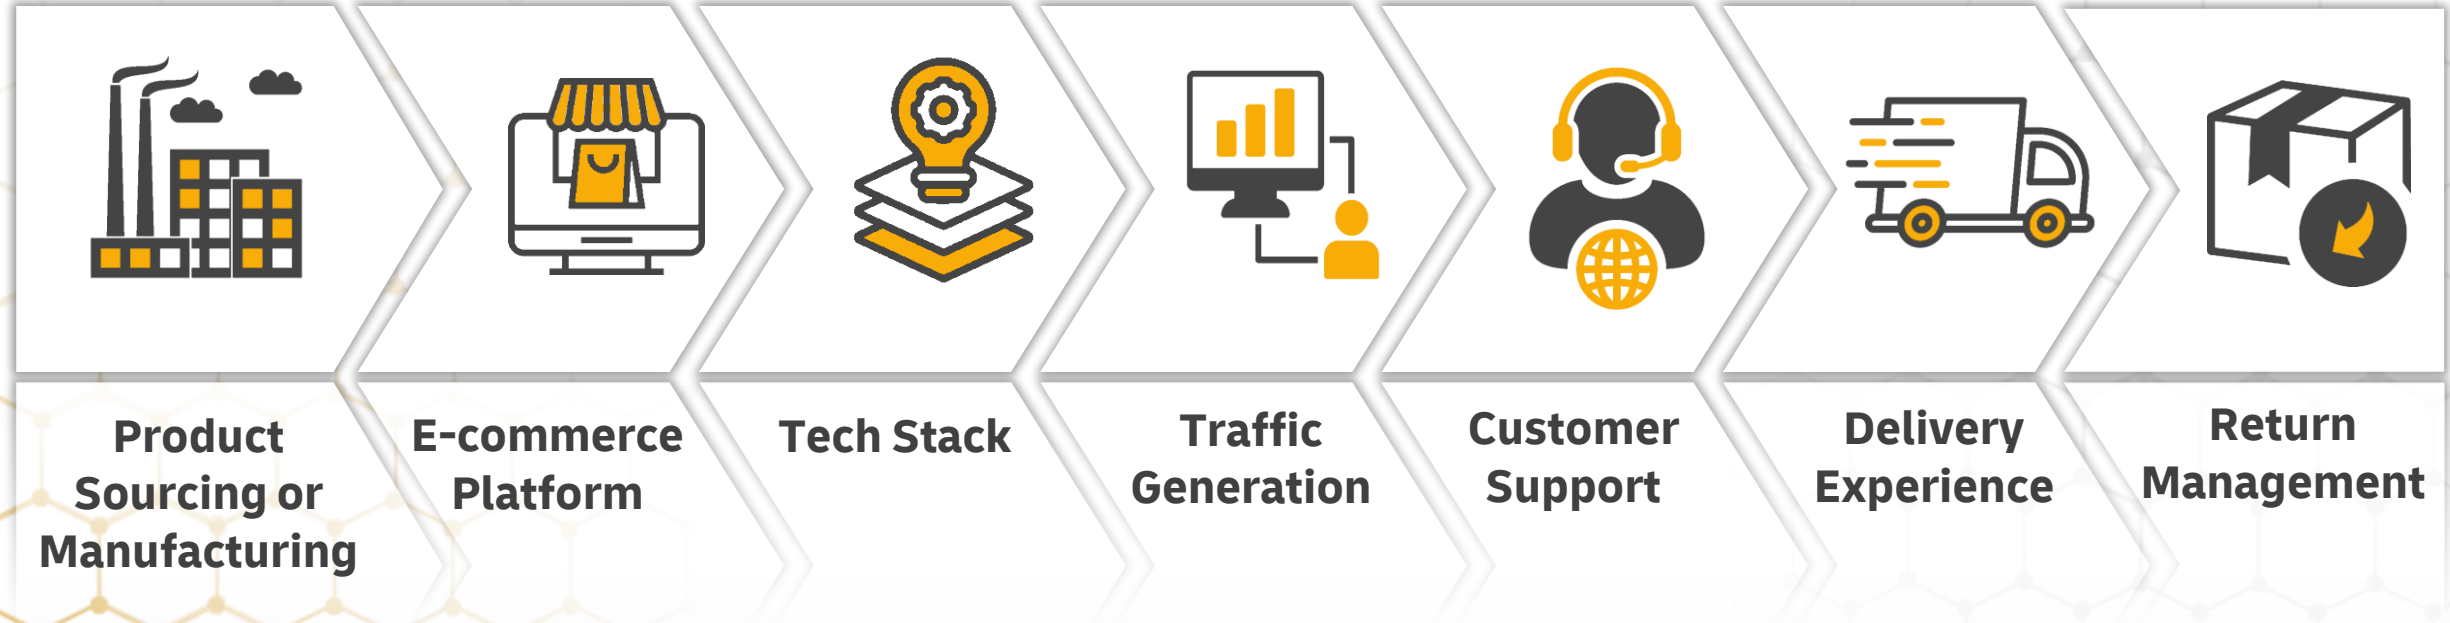 Product
Sourcing or
Manufacturing
E-commerce
Platform
Tech Stack
Traffic
Generation
Customer
Support
Delivery
Experience
Return
Management